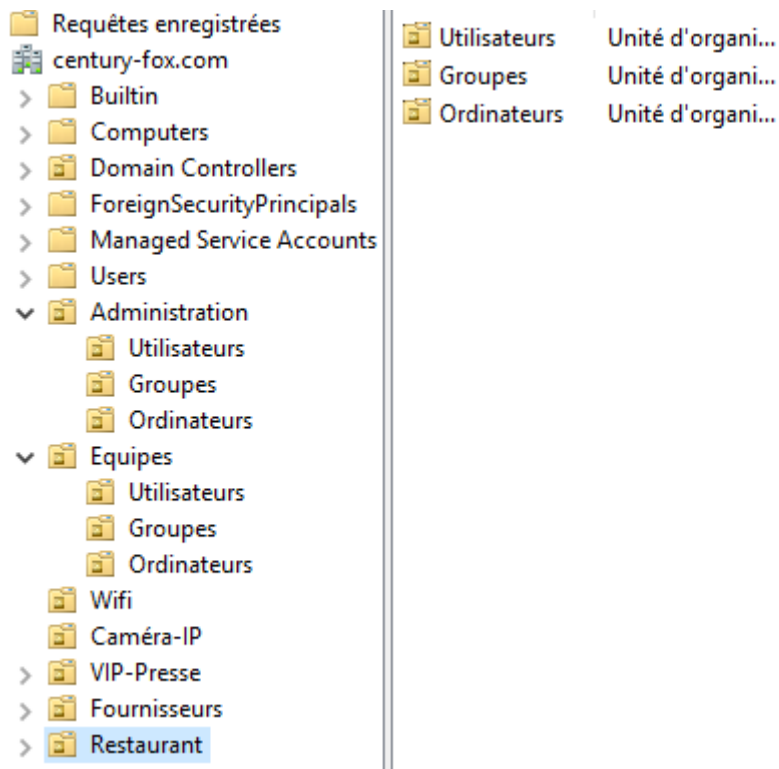 Requêtes enregistrées
century-fox.com
Builtin
Computers
Domain Controllers
ForeignSecurityPrincipals
Managed Service Accounts
Users
Administration
Utilisateurs
Groupes
Ordinateurs
Equipes
Utilisateurs
Groupes
Ordinateurs
Wifi
Caméra-IP
VIP-Presse
Fournisseurs
Restaurant
Utilisateurs Unité d'organi...
Groupes Unité d'organi...
Ordinateurs Unité d'organi...